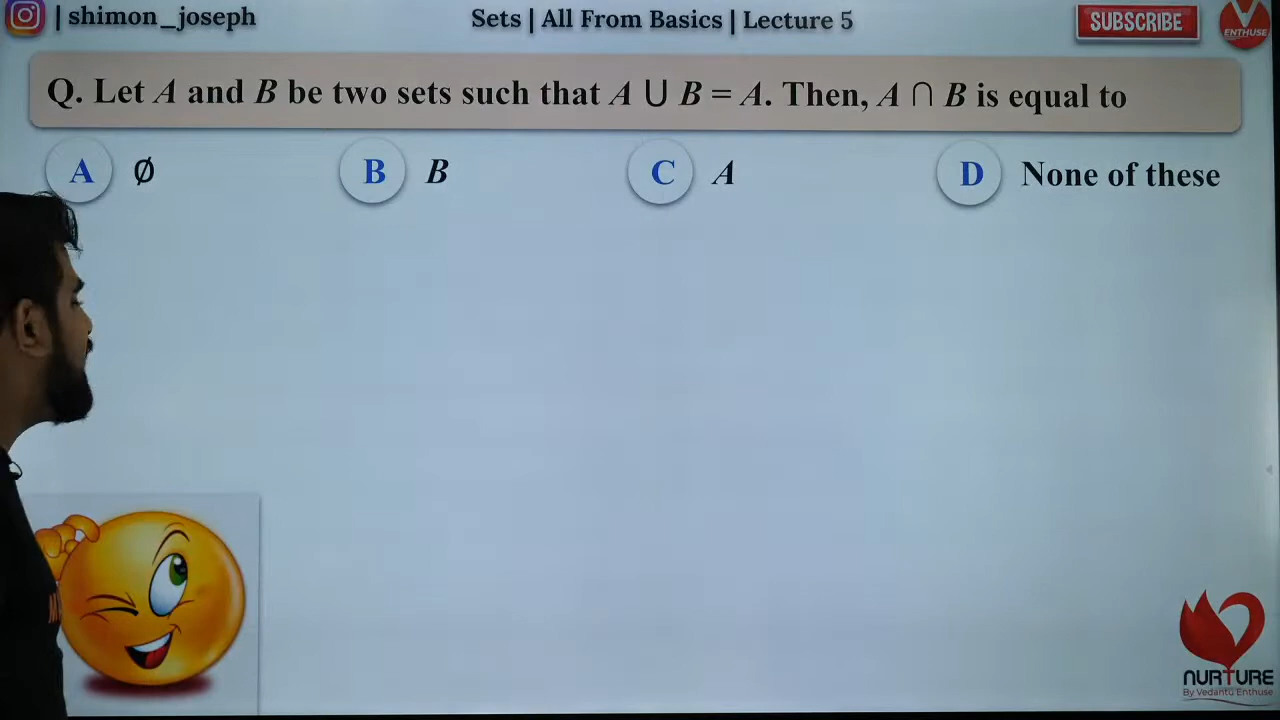 | shimon_joseph
Sets | All From Basics | Lecture 5
SUBSCRIBE
ENTHUSE
Q. Let A and B be two sets such that A ∪ B = A. Then, A ∩ B is equal to
A ∅
B B
C A
D None of these
NURTURE
By Vedantu Enthuse